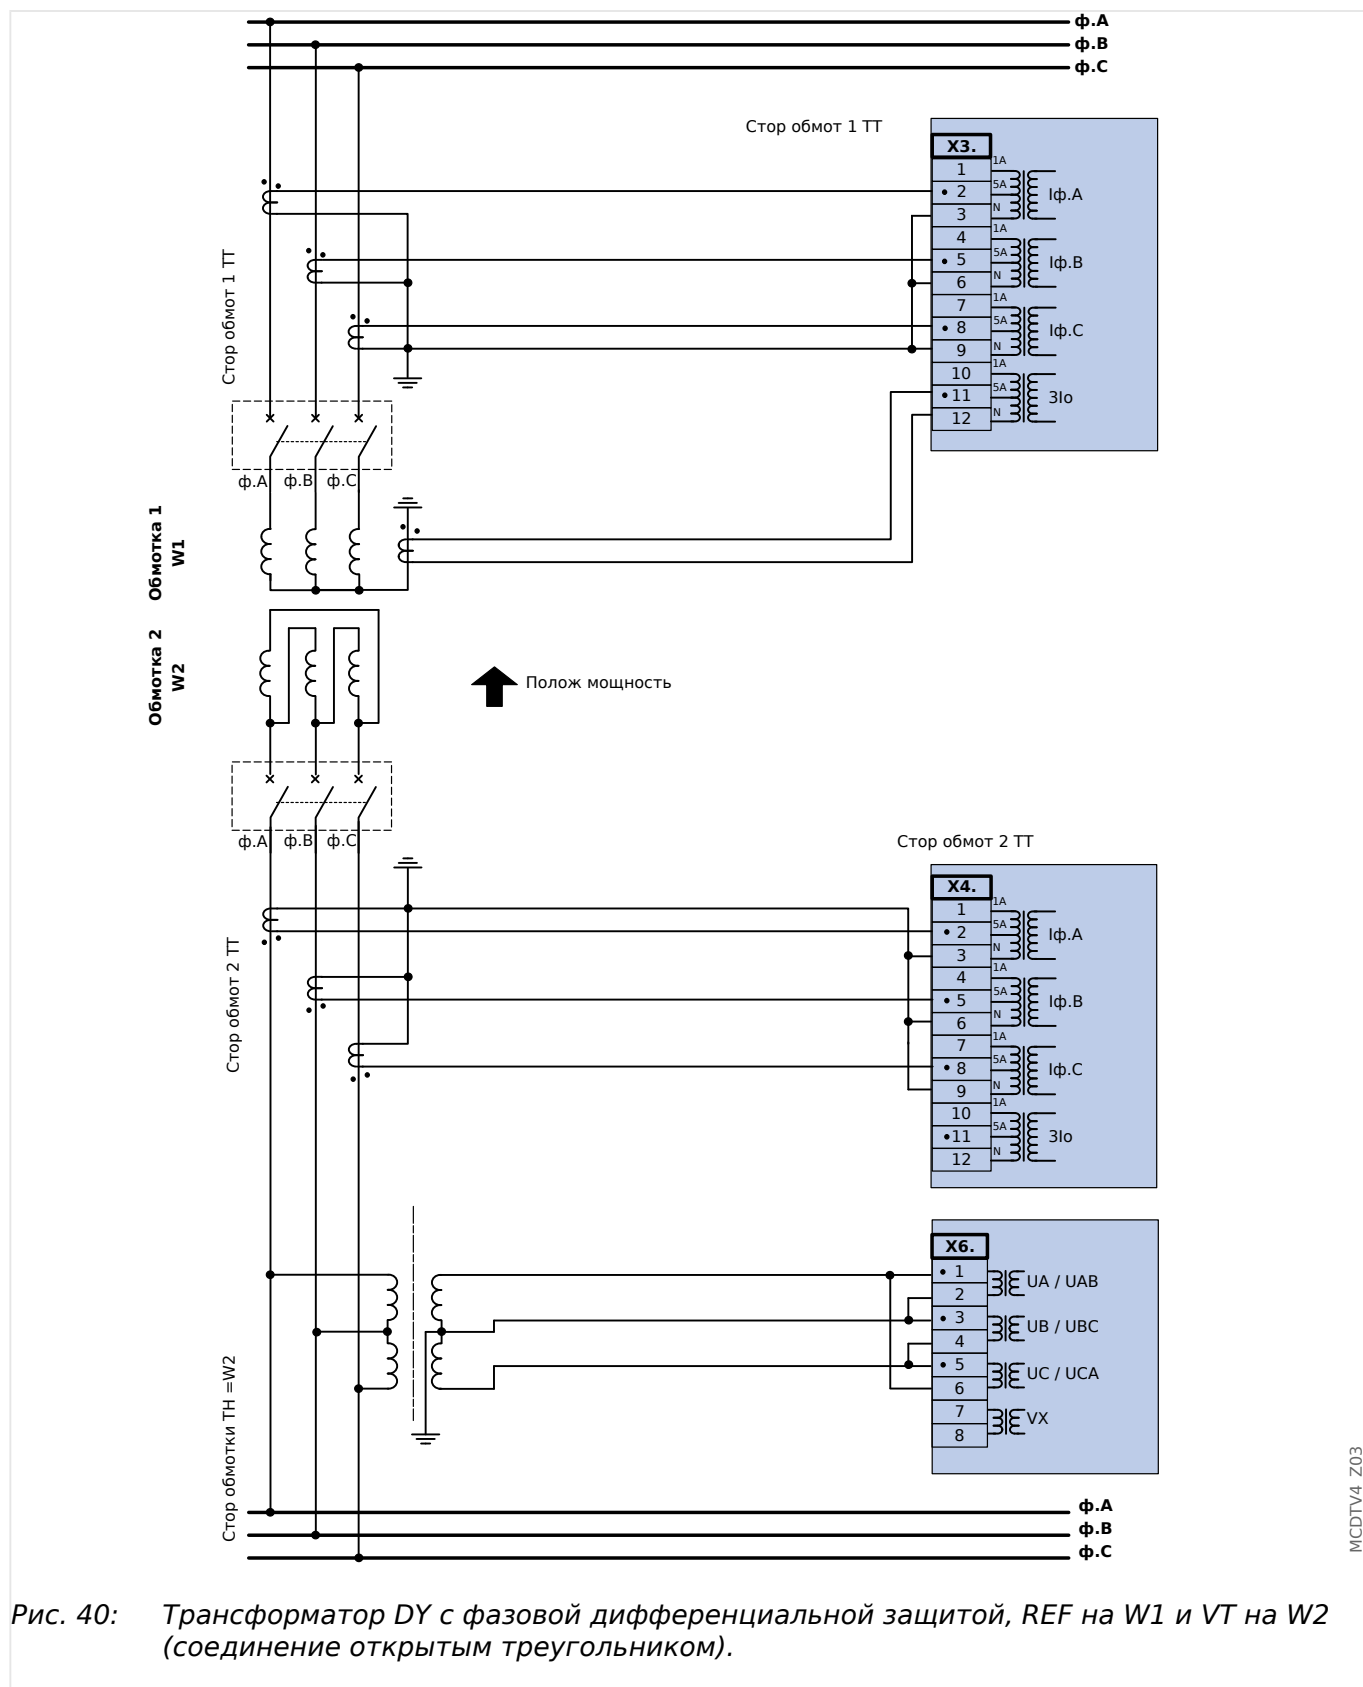 ф.A
ф.B
ф.C
Стор обмот 1 ТТ
X3.
1
2
3
4
5
6
7
8
9
10
11
12
1A
5A
N
1A
5A
N
1A
5A
N
1A
5A
N
Iф.A
Iф.B
Iф.C
3Io
Стор обмот 1 ТТ
ф.A
ф.B
ф.C
Обмотка 1
W1
Обмотка 2
W2
Полож мощность
ф.A
ф.B
ф.C
Стор обмот 2 ТТ
X4.
1
2
3
4
5
6
7
8
9
10
11
12
1A
5A
N
1A
5A
N
1A
5A
N
1A
5A
N
Iф.A
Iф.B
Iф.C
3Io
Стор обмот 2 ТТ
X6.
1
2
3
4
5
6
7
8
UA / UAB
UB / UBC
UC / UCA
VX
Стор обмотки ТН =W2
ф.A
ф.B
ф.C
MCDTV4_Z03
Рис. 40: Трансформатор DY с фазовой дифференциальной защитой, REF на W1 и VT на W2
(соединение открытым треугольником).